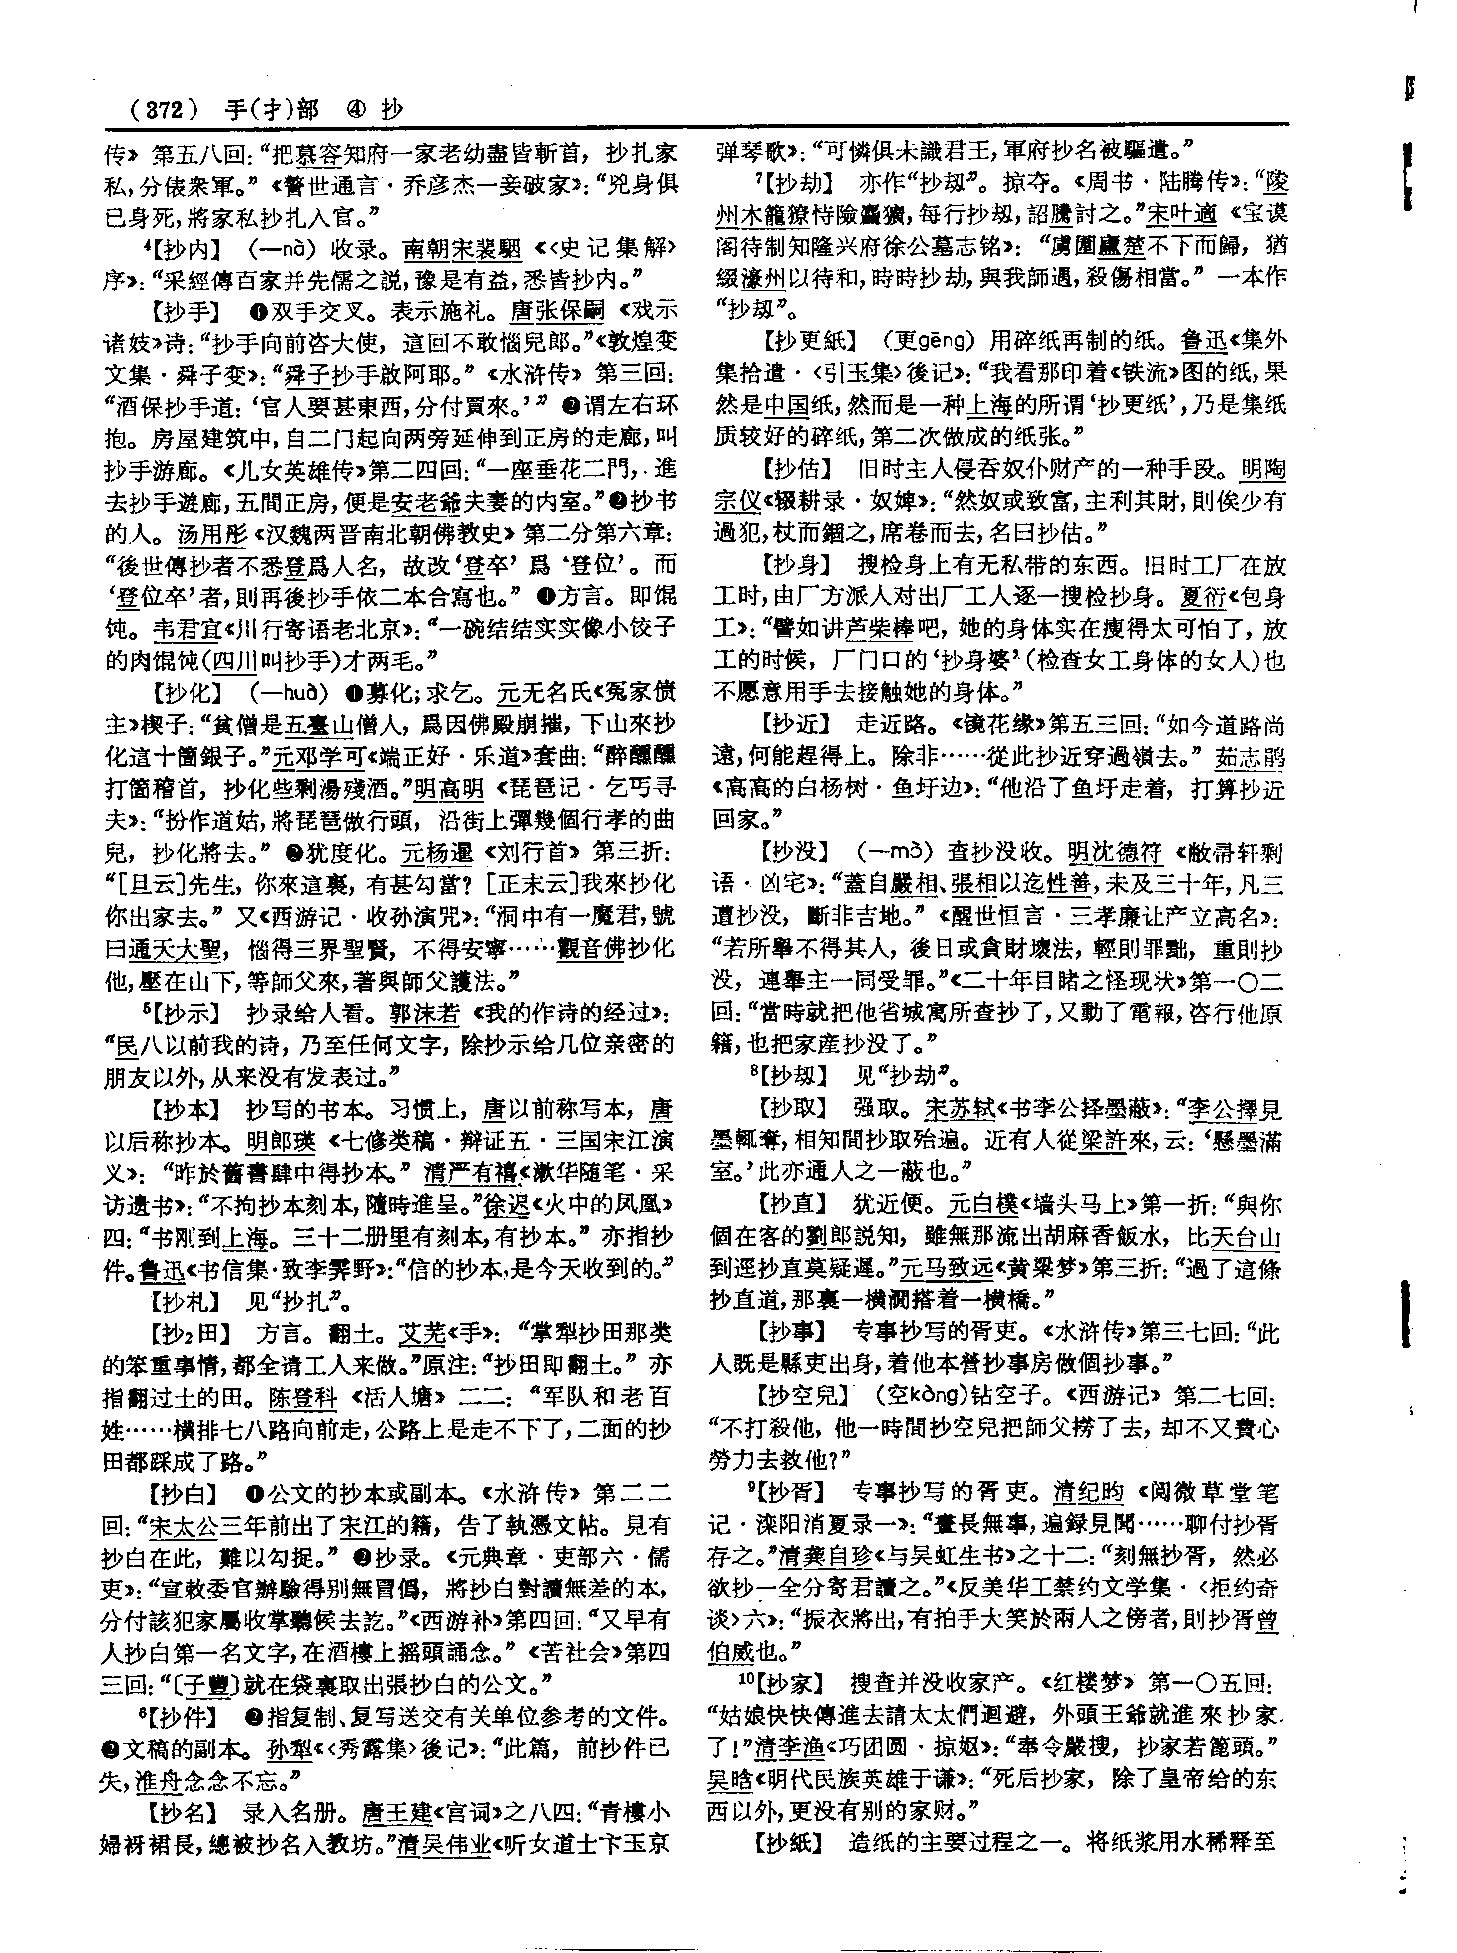 （372） 手(扌)部 ④ 抄
传》 第五八回：“把慕容知府一家老幼盡皆斬首，抄扎家
私，分俵衆軍。”《警世通言·乔彦杰一妾破家》：“兇身俱
已身死，將家私抄扎入官。”
⁴【抄内】 （—nà）收录。南朝宋裴駰《〈史记集解〉
序》：“采經傳百家并先儒之説，豫是有益，悉皆抄内。”
【抄手】 ❶双手交叉。表示施礼。唐张保嗣《戏示
诸妓》诗：“抄手向前咨大使，這回不敢惱兒郎。”《敦煌变
文集·舜子变》：“舜子抄手啟阿耶。”《水浒传》第三回：
“酒保抄手道：‘官人要甚東西，分付買來。’” ❷谓左右环
抱。房屋建筑中，自二门起向两旁延伸到正房的走廊，叫
抄手游廊。《儿女英雄传》第二四回：“一座垂花二門，進
去抄手遊廊，五間正房，便是安老爺夫妻的内室。”❷抄书
的人。汤用彤《汉魏两晋南北朝佛教史》第二分第六章：
“後世傳抄者不悉登爲人名，故改‘登卒’爲‘登位’。而
‘登位卒’者，則再後抄手依二本合寫也。” ❶方言。即馄
饨。韦君宜《川行寄语老北京》：“一碗结结实实像小饺子
的肉馄饨(四川叫抄手)才两毛。”
【抄化】 （—huà）❶募化；求乞。元无名氏《冤家债
主》楔子：“貧僧是五臺山僧人，爲因佛殿崩摧，下山來抄
化這十箇銀子。”元邓学可《端正好·乐道》套曲：“醉醺醺
打箇稽首，抄化些剩湯殘酒。”明高明《琵琶记·乞丐寻
夫》：“扮作道姑，將琵琶做行頭，沿街上彈幾個行孝的曲
兒，抄化將去。” ❷犹度化。元杨暹《刘行首》第三折：
“[旦云]先生，你來這裏，有甚勾當？[正末云]我來抄化
你出家去。” 又《西游记·收孙演咒》：“洞中有一魔君，號
曰通天大聖，惱得三界聖賢，不得安寧……觀音佛抄化
他，壓在山下，等師父來，著與師父護法。”
⁵【抄示】 抄录给人看。郭沫若《我的作诗的经过》：
“民八以前我的诗，乃至任何文字，除抄示给几位亲密的
朋友以外，从来没有发表过。”
【抄本】 抄写的书本。习惯上，唐以前称写本，唐
以后称抄本。明郎瑛《七修类稿·辩证五·三国宋江演
义》：“昨於舊書肆中得抄本。” 清严有禧《漱华随笔·采
访遗书》：“不拘抄本刻本，隨時進呈。”徐迟《火中的凤凰》
四：“书刚到上海。三十二册里有刻本，有抄本。” 亦指抄
件。鲁迅《书信集·致李霁野》：“信的抄本，是今天收到的。”
【抄札】 见“抄扎”。
【抄₂田】 方言。翻土。艾芜《手》：“掌犁抄田那类
的笨重事情，都全请工人来做。”原注：“抄田即翻土。” 亦
指翻过土的田。陈登科《活人塘》二二：“军队和老百
姓……横排七八路向前走，公路上是走不下了，二面的抄
田都踩成了路。”
【抄白】 ❶公文的抄本或副本。《水浒传》第二二
回：“宋太公三年前出了宋江的籍，告了執憑文帖。見有
抄白在此，難以勾捉。” ❷抄录。《元典章·吏部六·儒
吏》：“宣敕委官辦驗得别無冒僞，將抄白對讀無差的本，
分付該犯家屬收掌聽候去訖。”《西游补》第四回：“又早有
人抄白第一名文字，在酒樓上摇頭誦念。”《苦社会》第四
三回：“〔子豐〕就在袋裏取出張抄白的公文。”
⁶【抄件】 ❷指复制、复写送交有关单位参考的文件。
❷文稿的副本。孙犁《〈秀露集〉後记》：“此篇，前抄件已
失，淮舟念念不忘。”
【抄名】 录入名册。唐王建《宫词》之八四：“青樓小
婦砑裙長，總被抄名入教坊。”清吴伟业《听女道士卞玉京
弹琴歌》：“可憐俱未識君王，軍府抄名被驅遣。”
⁷【抄劫】 亦作“抄刼”。掠夺。《周书·陆腾传》：“陵
州木籠獠恃險麤獷，每行抄刼，詔騰討之。”宋叶適《宝谟
阁待制知隆兴府徐公墓志铭》：“虜圍廬楚不下而歸，猶
綴濠州以待和，時時抄劫，與我師遇，殺傷相當。” 一本作
“抄刼”。
【抄更紙】 （更gēng）用碎纸再制的纸。鲁迅《集外
集拾遗·〈引玉集〉後记》：“我看那印着《铁流》图的纸，果
然是中国纸，然而是一种上海的所谓‘抄更纸’，乃是集纸
质较好的碎纸，第二次做成的纸张。”
【抄估】 旧时主人侵吞奴仆财产的一种手段。明陶
宗仪《辍耕录·奴婢》：“然奴或致富，主利其財，則俟少有
過犯，杖而錮之，席卷而去，名曰抄估。”
【抄身】 搜检身上有无私带的东西。旧时工厂在放
工时，由厂方派人对出厂工人逐一搜检抄身。夏衍《包身
工》：“譬如讲芦柴棒吧，她的身体实在瘦得太可怕了，放
工的时候，厂门口的‘抄身婆’(检查女工身体的女人)也
不愿意用手去接触她的身体。”
【抄近】 走近路。《镜花缘》第五三回：“如今道路尚
遠，何能趕得上。除非……從此抄近穿過嶺去。” 茹志鹃
《高高的白杨树·鱼圩边》：“他沿了鱼圩走着，打算抄近
回家。”
【抄没】 （—mò）查抄没收。明沈德符《敝帚轩剩
语·凶宅》：“蓋自嚴相、張相以迄性善，未及三十年，凡三
遭抄没，斷非吉地。”《醒世恒言·三孝廉让产立高名》：
“若所舉不得其人，後日或貪財壞法，輕則罪黜，重則抄
没，連舉主一同受罪。”《二十年目睹之怪现状》第一〇二
回：“當時就把他省城寓所查抄了，又動了電報，咨行他原
籍，也把家産抄没了。”
⁸【抄刼】 见“抄劫”。
【抄取】 强取。宋苏轼《书李公择墨蔽》：“李公擇見
墨輒奪，相知間抄取殆遍。近有人從梁許來，云：‘懸墨滿
室。’此亦通人之一蔽也。”
【抄直】 犹近便。元白樸《墙头马上》第一折：“與你
個在客的劉郎説知，雖無那流出胡麻香飯水，比天台山
到逕抄直莫疑遲。”元马致远《黄粱梦》第三折：“過了這條
抄直道，那裏一横澗搭着一横橋。”
【抄事】 专事抄写的胥吏。《水浒传》第三七回：“此
人既是縣吏出身，着他本營抄事房做個抄事。”
【抄空兒】 （空kòng）钻空子。《西游记》第二七回：
“不打殺他，他一時間抄空兒把師父撈了去，却不又費心
勞力去救他？”
⁹【抄胥】 专事抄写的胥吏。清纪昀《阅微草堂笔
记·滦阳消夏录一》：“晝長無事，追録見聞……聊付抄胥
存之。”清龚自珍《与吴虹生书》之十二：“刻無抄胥，然必
欲抄一全分寄君讀之。”《反美华工禁约文学集·〈拒约奇
谈〉六》：“振衣將出，有拍手大笑於兩人之傍者，則抄胥曾
伯威也。”
¹⁰【抄家】 搜查并没收家产。《红楼梦》第一〇五回：
“姑娘快快傳進去請太太們迴避，外頭王爺就進來抄家
了！”清李渔《巧团圆·掠妪》：“奉令嚴搜，抄家若篦頭。”
吴晗《明代民族英雄于谦》：“死后抄家，除了皇帝给的东
西以外，更没有别的家财。”
【抄紙】 造纸的主要过程之一。将纸浆用水稀释至